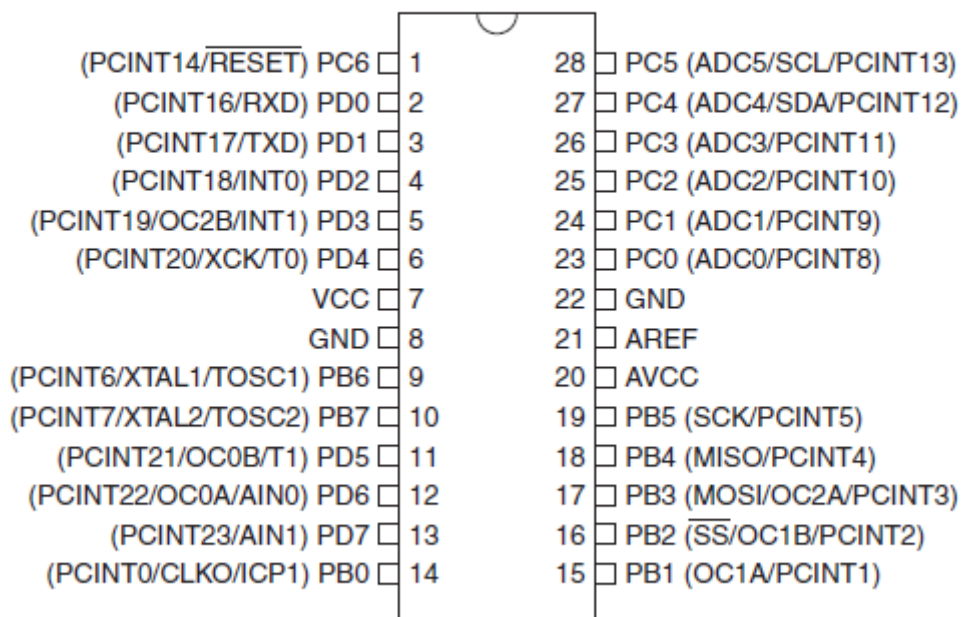 (PCINT14/RESET) PC6 1 28 PC5 (ADC5/SCL/PCINT13)
(PCINT16/RXD) PD0 2 27 PC4 (ADC4/SDA/PCINT12)
(PCINT17/TXD) PD1 3 26 PC3 (ADC3/PCINT11)
(PCINT18/INT0) PD2 4 25 PC2 (ADC2/PCINT10)
(PCINT19/OC2B/INT1) PD3 5 24 PC1 (ADC1/PCINT9)
(PCINT20/XCK/T0) PD4 6 23 PC0 (ADC0/PCINT8)
VCC 7 22 GND
GND 8 21 AREF
(PCINT6/XTAL1/TOSC1) PB6 9 20 AVCC
(PCINT7/XTAL2/TOSC2) PB7 10 19 PB5 (SCK/PCINT5)
(PCINT21/OC0B/T1) PD5 11 18 PB4 (MISO/PCINT4)
(PCINT22/OC0A/AIN0) PD6 12 17 PB3 (MOSI/OC2A/PCINT3)
(PCINT23/AIN1) PD7 13 16 PB2 (SS/OC1B/PCINT2)
(PCINT0/CLKO/ICP1) PB0 14 15 PB1 (OC1A/PCINT1)